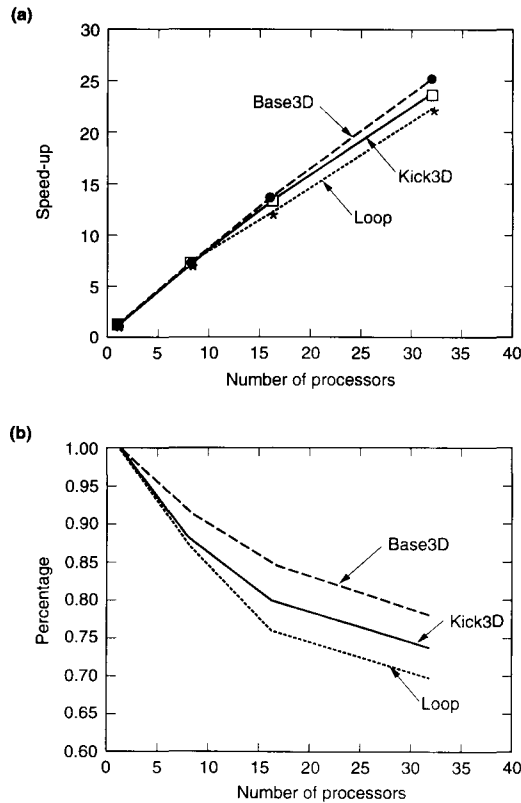 (a)
30
25
20
15
10
5
0
Speed-up
Base3D
Kick3D
Loop
0 5 10 15 20 25 30 35 40
Number of processors
(b)
1.00
0.95
0.90
0.85
0.80
0.75
0.70
0.65
0.60
Percentage
Base3D
Kick3D
Loop
0 5 10 15 20 25 30 35 40
Number of processors